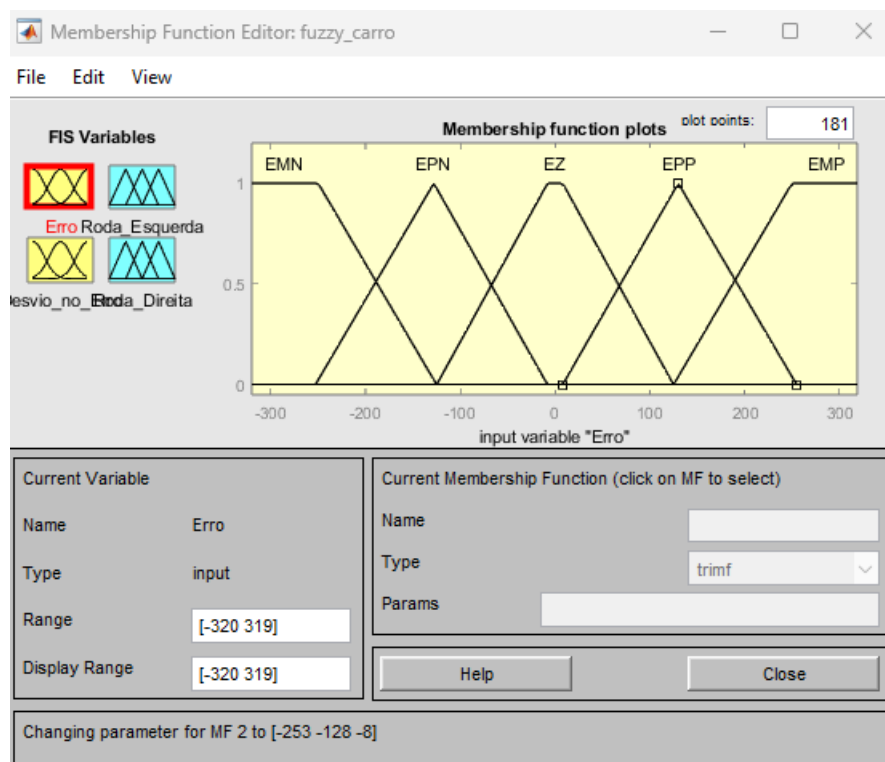 Membership Function Editor: fuzzy_carro
File Edit View
FIS Variables
Membership function plots
plot points:
181
EMN EPN EZ EPP EMP
1
0.5
0
-300 -200 -100 0 100 200 300
input variable "Erro"
Erro Roda_Esquerda
Roda_Direita
Current Variable
Name Erro
Type input
Range [-320 319]
Display Range [-320 319]
Current Membership Function (click on MF to select)
Name
Type trimf
Params
Help Close
Changing parameter for MF 2 to [-253 -128 -8]